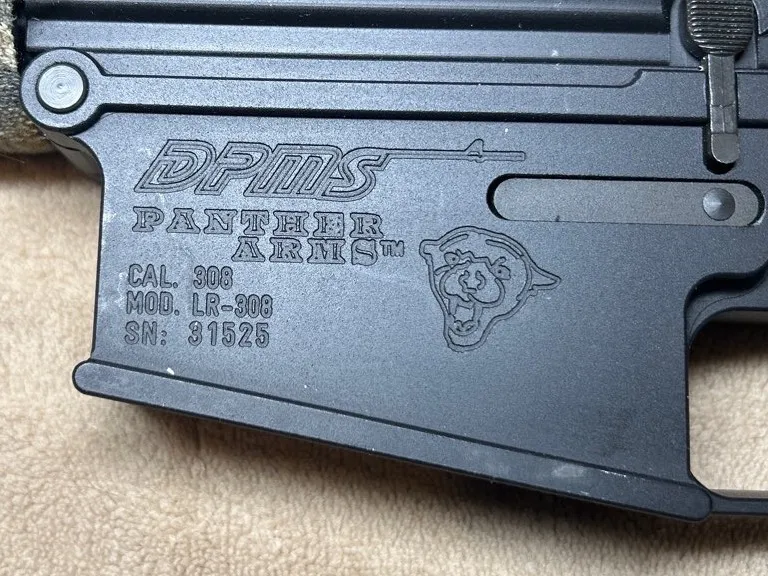 DPMS
PANTHER
ARMS™
CAL. 308
MOD. LR-308
SN: 31525